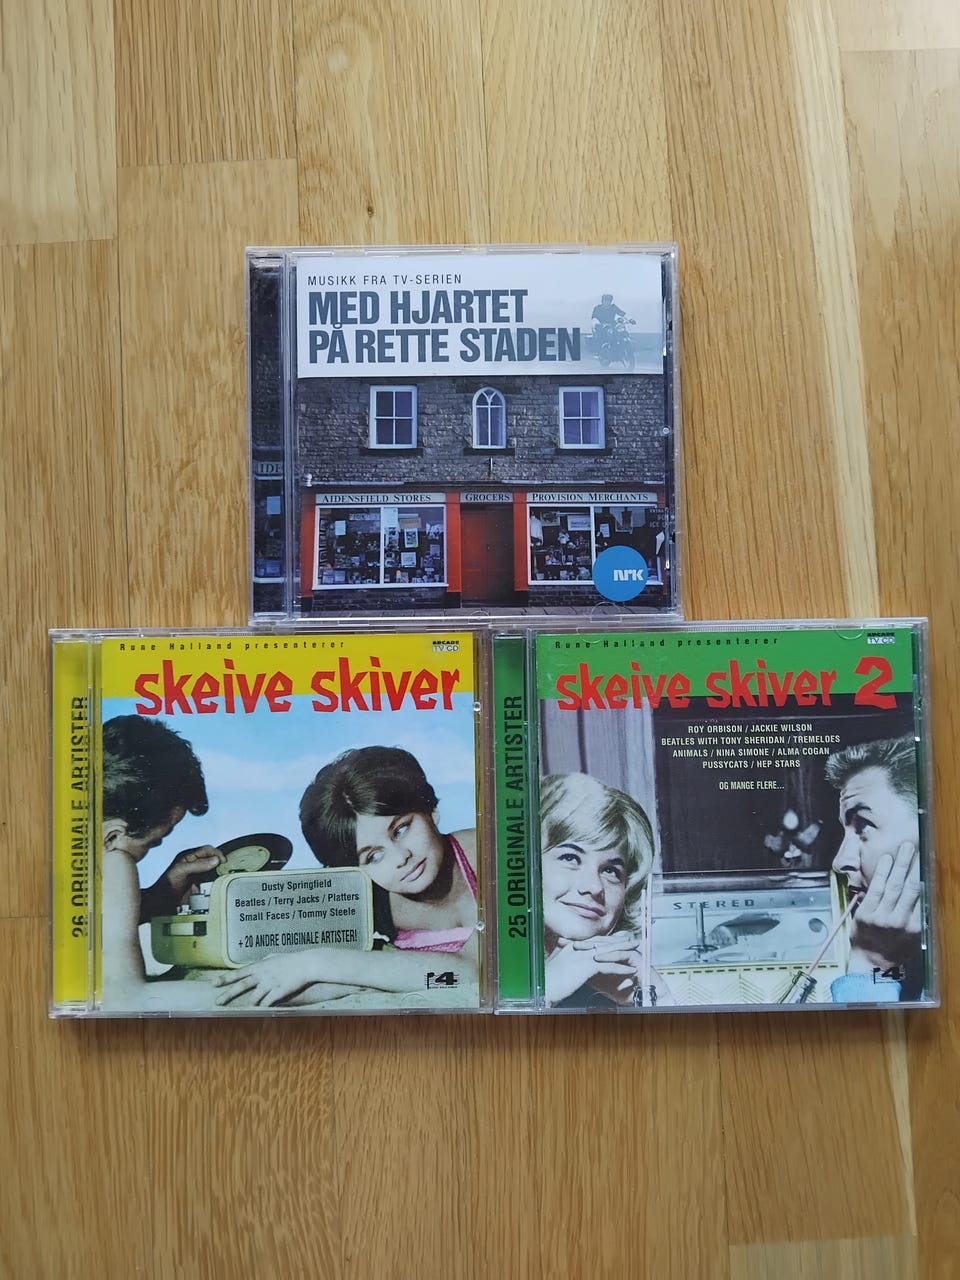 MUSIKK FRA TV-SERIEN
MED HJARTET
PÅ RETTE STADEN
AIDENSFIELD STORES
GROCERS
PROVISION MERCHANTS
NRK
Rune Halland presenterer
ARCADE
TV CD
skeive skiver
26 ORIGINALE ARTISTER
Dusty Springfield
Beatles / Terry Jacks / Platters
Small Faces / Tommy Steele
+ 20 ANDRE ORIGINALE ARTISTER!
P4
Rune Halland presenterer
ARCADE
TV CD
skeive skiver 2
25 ORIGINALE ARTISTER
ROY ORBISON / JACKIE WILSON
BEATLES WITH TONY SHERIDAN / TREMELOES
ANIMALS / NINA SIMONE / ALMA COGAN
PUSSYCATS / HEP STARS
OG MANGE FLERE...
STEREO
P4